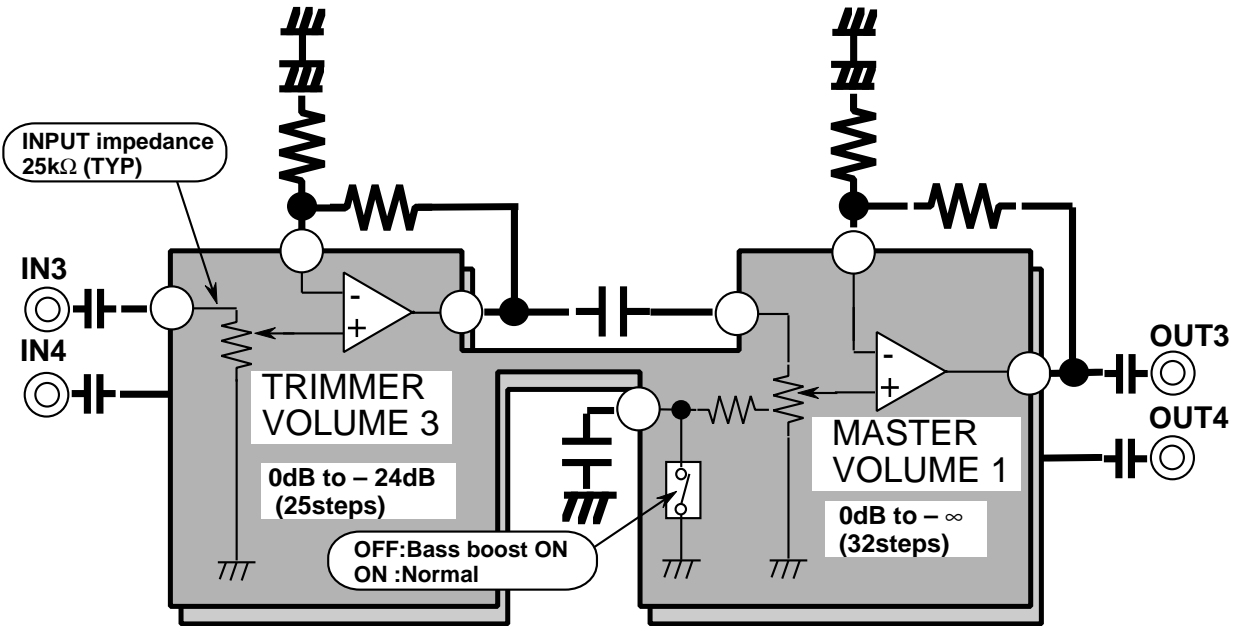 INPUT impedance
25kΩ (TYP)
IN3
IN4
-
+
TRIMMER
VOLUME 3
0dB to – 24dB
(25steps)
OFF:Bass boost ON
ON :Normal
-
+
MASTER
VOLUME 1
0dB to – ∞
(32steps)
OUT3
OUT4